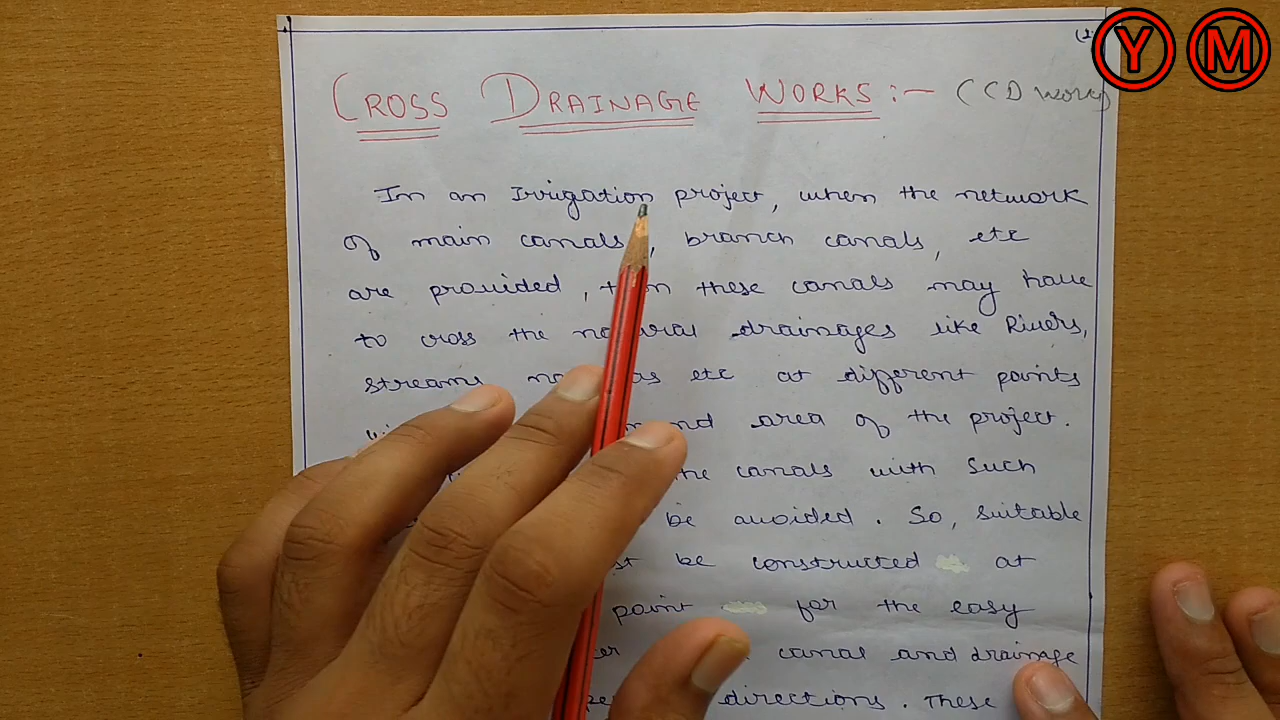 (1)
Y M
CROSS DRAINAGE WORKS :- (CD work)
In an Irrigation project, when the network
of main canals, branch canals, etc
are provided, these canals may have
to cross the natural drainages like Rivers,
streams etc at different points
area of the project.
the canals with such
be avoided. So, suitable
be constructed at
point for the easy
canal and drainage
directions. These